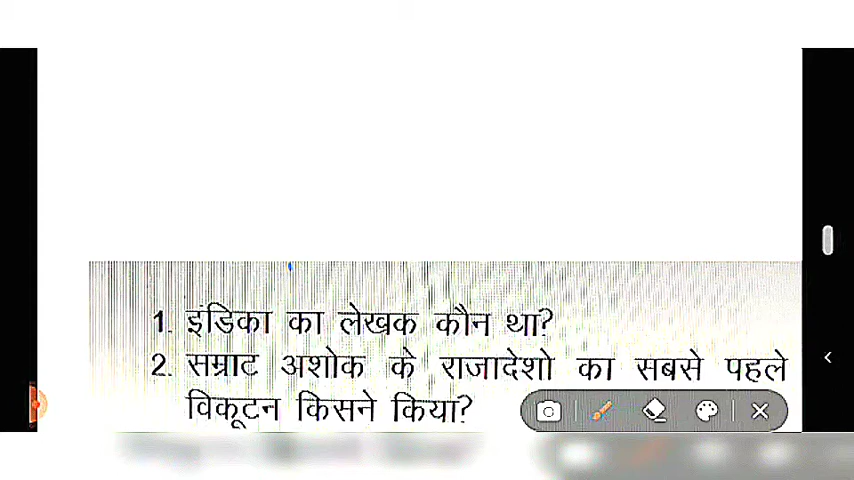 1. इंडिका का लेखक कौन था?
2. सम्राट अशोक के राजादेशो का सबसे पहले
विकूटन किसने किया?